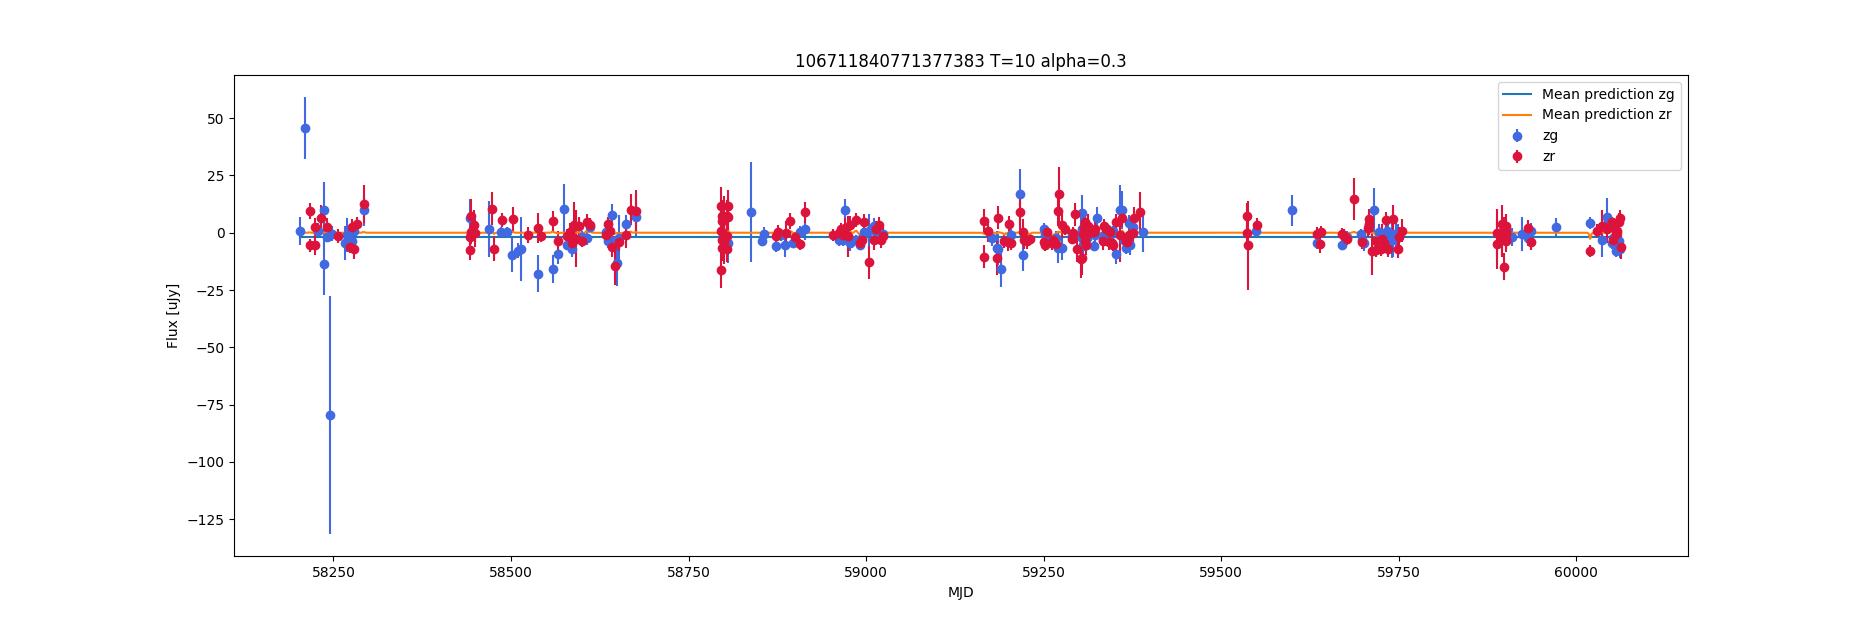 106711840771377383 T=10 alpha=0.3
Mean prediction zg
Mean prediction zr
zg
zr
Flux [uJy]
50
25
0
−25
−50
−75
−100
−125
58250 58500 58750 59000 59250 59500 59750 60000
MJD